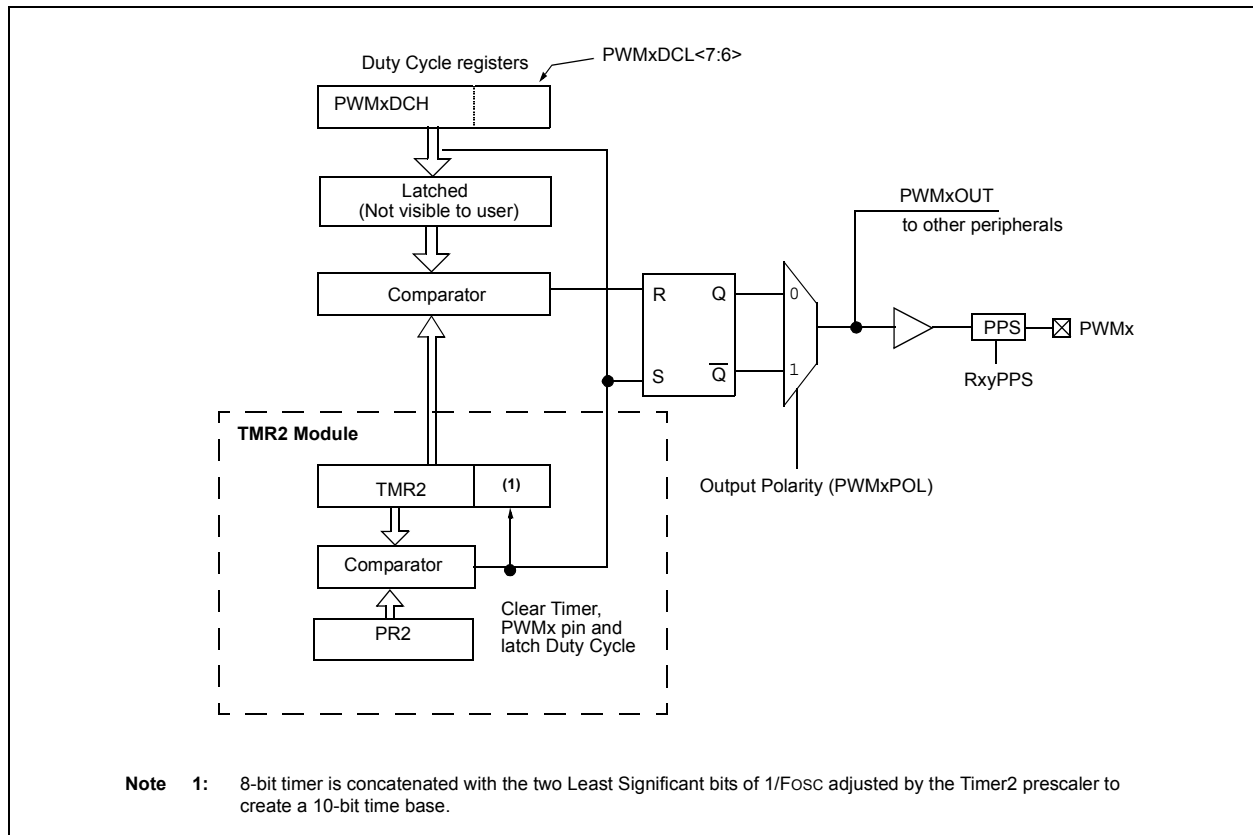 Duty Cycle registers
PWMxDCL<7:6>
PWMxDCH
Latched
(Not visible to user)
Comparator
R
Q
S
Q̅
0
1
PWMxOUT
to other peripherals
PPS
PWMx
RxyPPS
Output Polarity (PWMxPOL)
TMR2 Module
TMR2
(1)
Comparator
PR2
Clear Timer,
PWMx pin and
latch Duty Cycle
Note 1: 8-bit timer is concatenated with the two Least Significant bits of 1/FOSC adjusted by the Timer2 prescaler to
create a 10-bit time base.